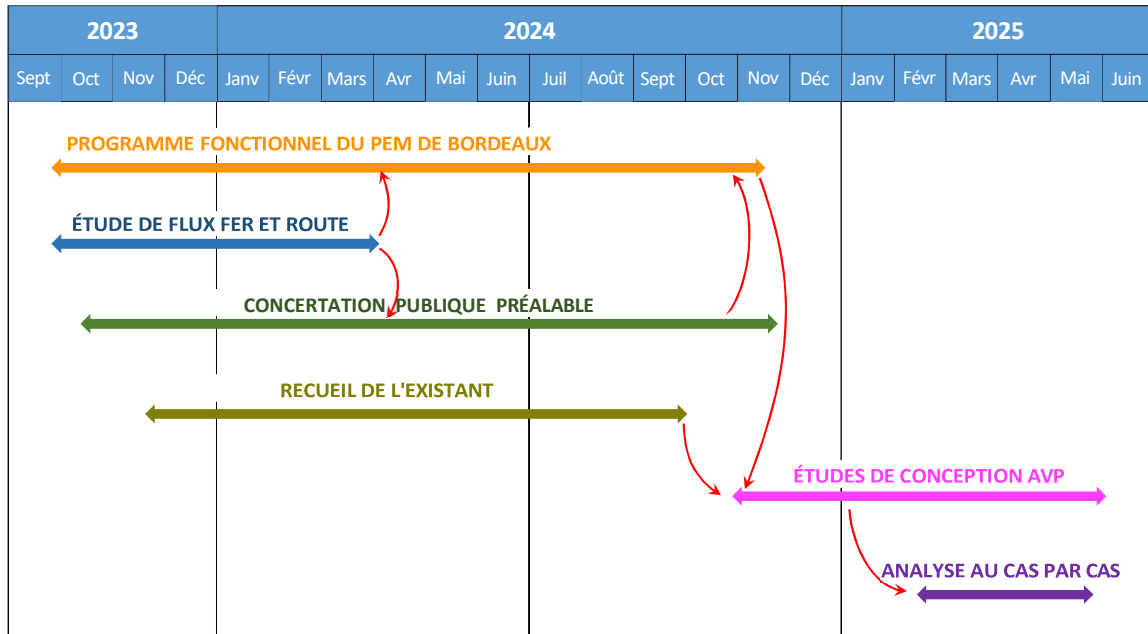 2023 2024 2025
Sept Oct Nov Déc Janv Févr Mars Avr Mai Juin Juil Août Sept Oct Nov Déc Janv Févr Mars Avr Mai Juin
PROGRAMME FONCTIONNEL DU PEM DE BORDEAUX
ÉTUDE DE FLUX FER ET ROUTE
CONCERTATION PUBLIQUE PRÉALABLE
RECUEIL DE L'EXISTANT
ÉTUDES DE CONCEPTION AVP
ANALYSE AU CAS PAR CAS